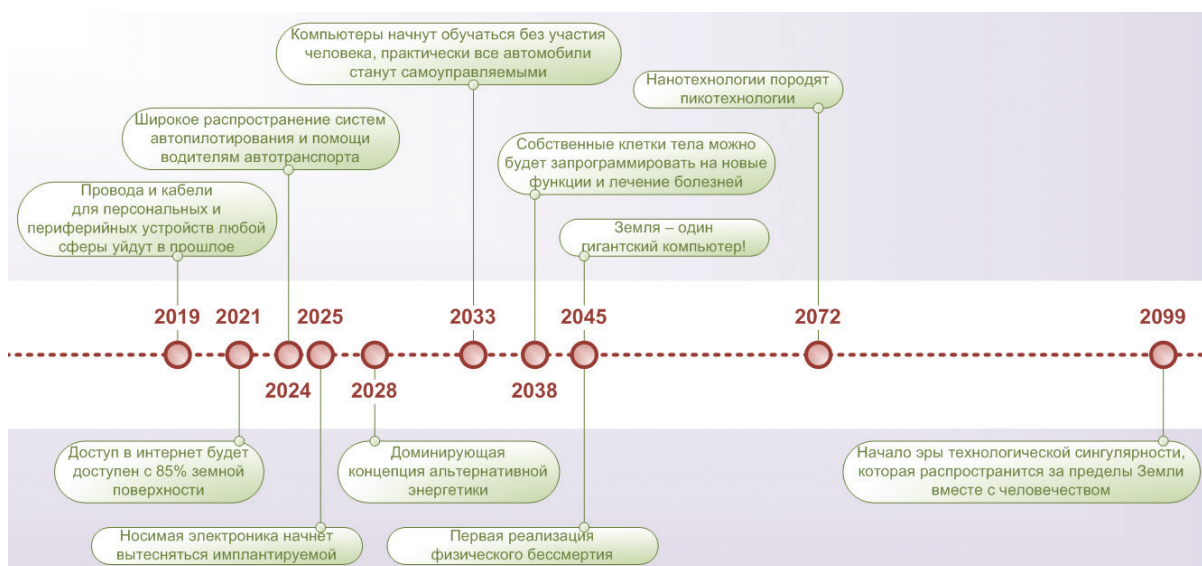 Компьютеры начнут обучаться без участия
человека, практически все автомобили
станут самоуправляемыми
Нанотехнологии породят
пикотехнологии
Широкое распространение систем
автопилотирования и помощи
водителям автотранспорта
Собственные клетки тела можно
будет запрограммировать на новые
функции и лечение болезней
Провода и кабели
для персональных и
периферийных устройств любой
сферы уйдут в прошлое
Земля – один
гигантский компьютер!
2019
2021
2025
2033
2045
2072
2099
2024
2028
2038
Доступ в интернет будет
доступен с 85% земной
поверхности
Доминирующая
концепция альтернативной
энергетики
Начало эры технологической сингулярности,
которая распространится за пределы Земли
вместе с человечеством
Носимая электроника начнёт
вытесняться имплантируемой
Первая реализация
физического бессмертия